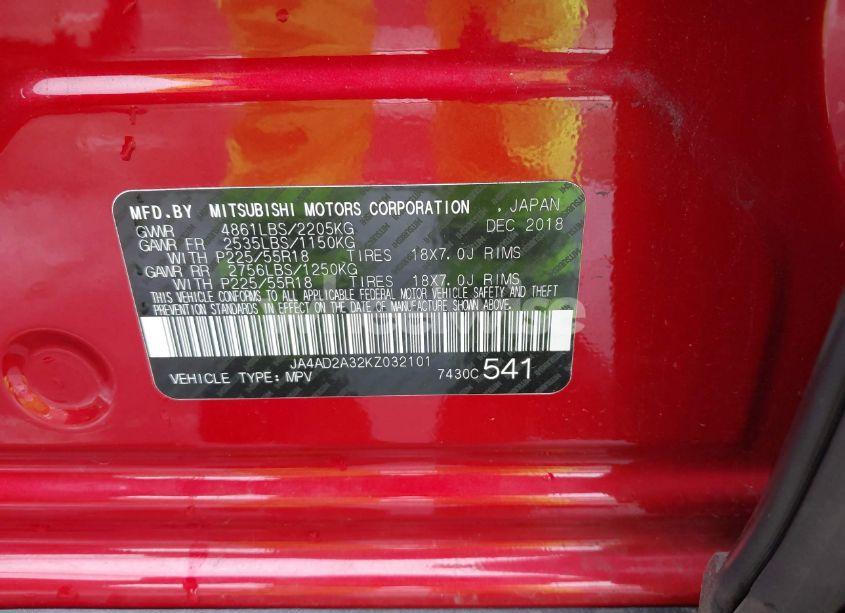 MFD.BY MITSUBISHI MOTORS CORPORATION , JAPAN
GVWR 4861LBS/2205KG DEC 2018
GAWR FR 2535LBS/1150KG
WITH P225/55R18 TIRES 18X7.0J RIMS
GAWR RR 2756LBS/1250KG
WITH P225/55R18 TIRES 18X7.0J RIMS
THIS VEHICLE CONFORMS TO ALL APPLICABLE FEDERAL MOTOR VEHICLE SAFETY AND THEFT
PREVENTION STANDARDS IN EFFECT ON THE DATE OF MANUFACTURE SHOWN ABOVE.
JA4AD2A32KZ032101
VEHICLE TYPE: MPV 7430C 541